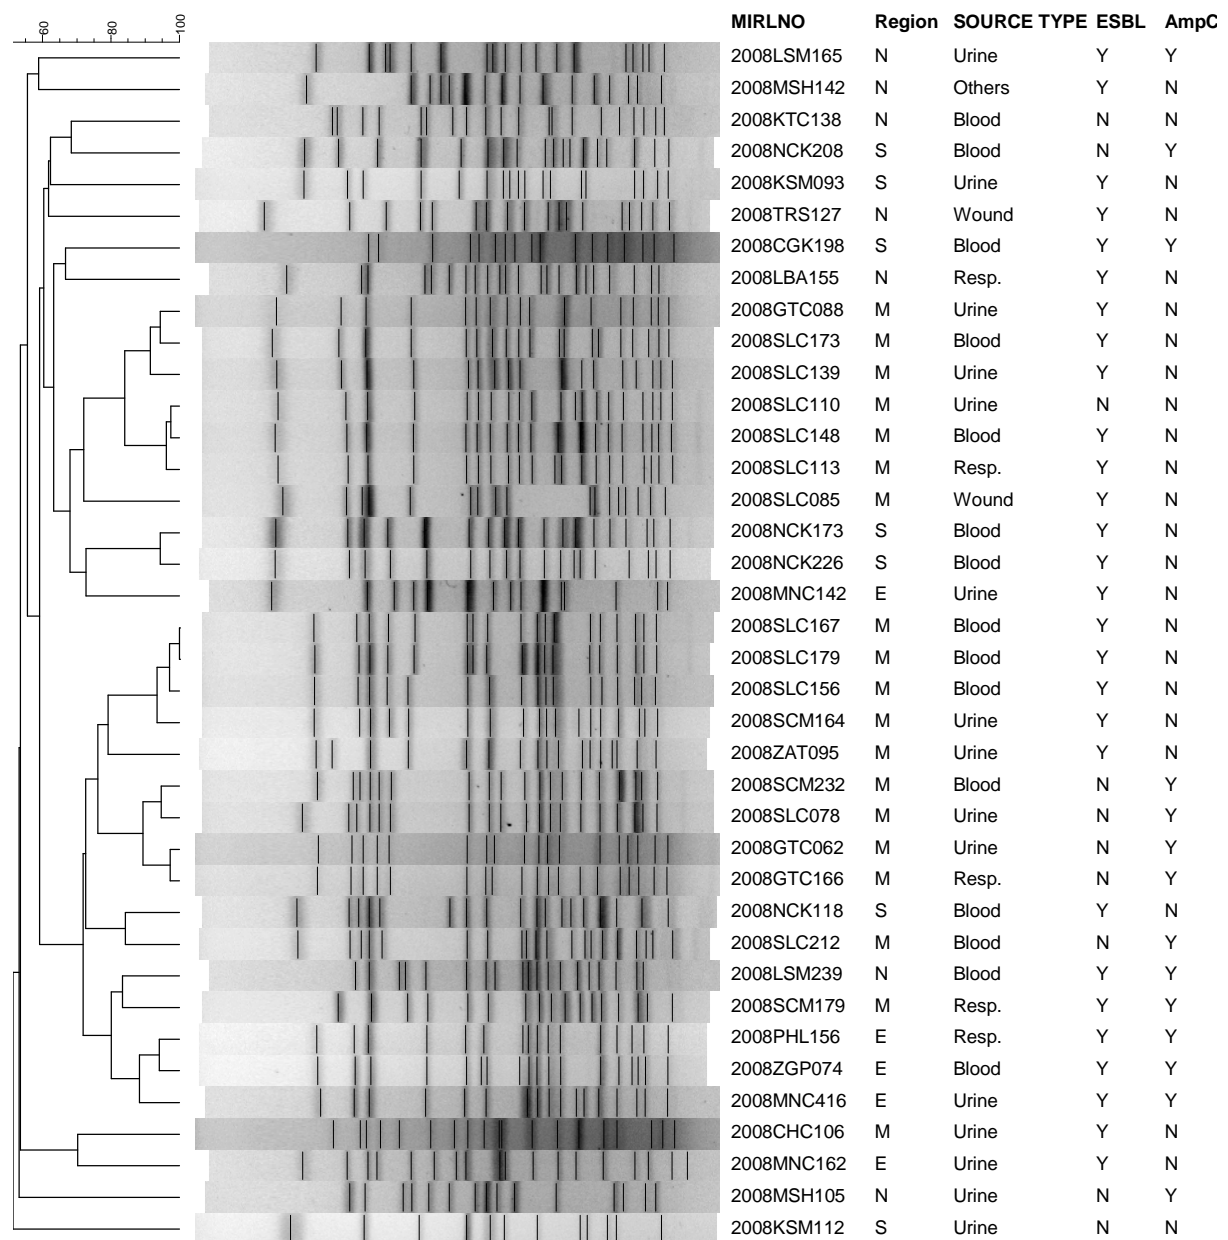 60 80 100
MIRLNO Region SOURCE TYPE ESBL AmpC
2008LSM165 N Urine Y Y
2008MSH142 N Others Y N
2008KTC138 N Blood N N
2008NCK208 S Blood N Y
2008KSM093 S Urine Y N
2008TRS127 N Wound Y N
2008CGK198 S Blood Y Y
2008LBA155 N Resp. Y N
2008GTC088 M Urine Y N
2008SLC173 M Blood Y N
2008SLC139 M Urine Y N
2008SLC110 M Urine N N
2008SLC148 M Blood Y N
2008SLC113 M Resp. Y N
2008SLC085 M Wound Y N
2008NCK173 S Blood Y N
2008NCK226 S Blood Y N
2008MNC142 E Urine Y N
2008SLC167 M Blood Y N
2008SLC179 M Blood Y N
2008SLC156 M Blood Y N
2008SCM164 M Urine Y N
2008ZAT095 M Urine Y N
2008SCM232 M Blood N Y
2008SLC078 M Urine N Y
2008GTC062 M Urine N Y
2008GTC166 M Resp. N Y
2008NCK118 S Blood Y N
2008SLC212 M Blood N Y
2008LSM239 N Blood Y Y
2008SCM179 M Resp. Y Y
2008PHL156 E Resp. Y Y
2008ZGP074 E Blood Y Y
2008MNC416 E Urine Y Y
2008CHC106 M Urine Y N
2008MNC162 E Urine Y N
2008MSH105 N Urine N Y
2008KSM112 S Urine N N